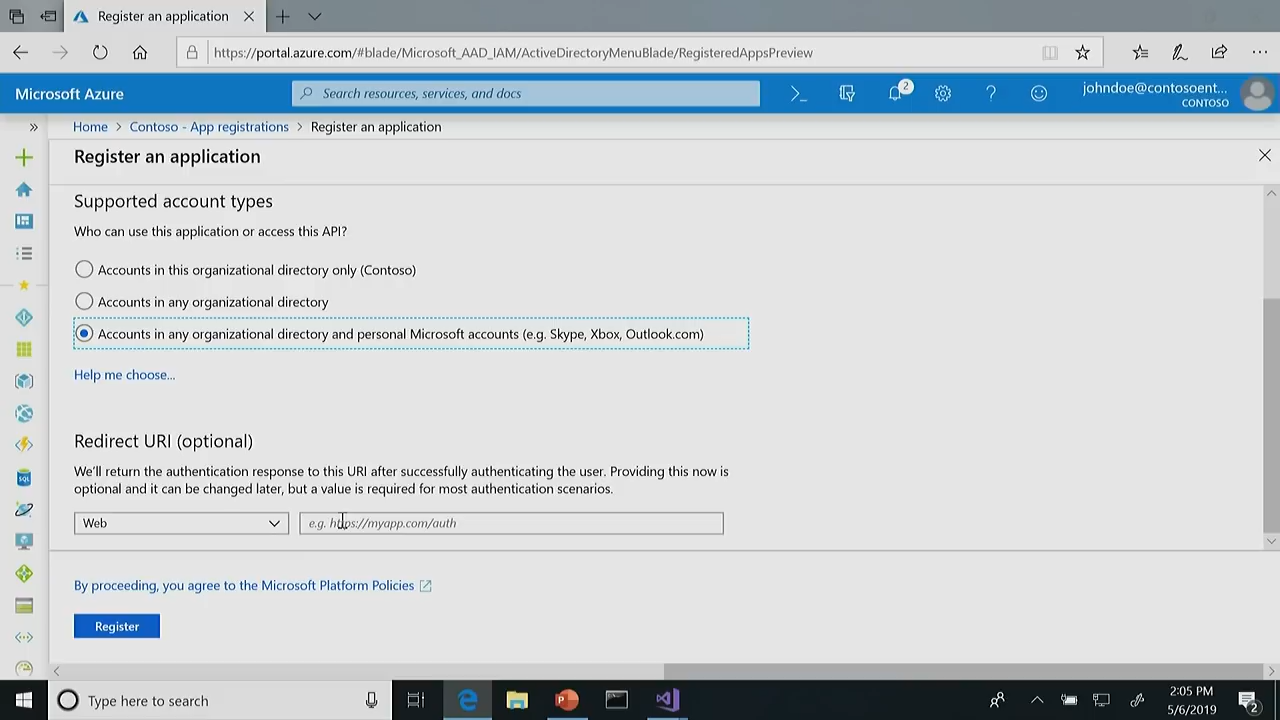 Register an application
https://portal.azure.com/#blade/Microsoft_AAD_IAM/ActiveDirectoryMenuBlade/RegisteredAppsPreview
Microsoft Azure
Search resources, services, and docs
2
johndoe@contosoent...
CONTOSO
Home > Contoso - App registrations > Register an application
Register an application
Supported account types
Who can use this application or access this API?
Accounts in this organizational directory only (Contoso)
Accounts in any organizational directory
Accounts in any organizational directory and personal Microsoft accounts (e.g. Skype, Xbox, Outlook.com)
Help me choose...
Redirect URI (optional)
We'll return the authentication response to this URI after successfully authenticating the user. Providing this now is
optional and it can be changed later, but a value is required for most authentication scenarios.
Web
e.g. https://myapp.com/auth
By proceeding, you agree to the Microsoft Platform Policies
Register
SQL
Type here to search
2:05 PM
5/6/2019
2